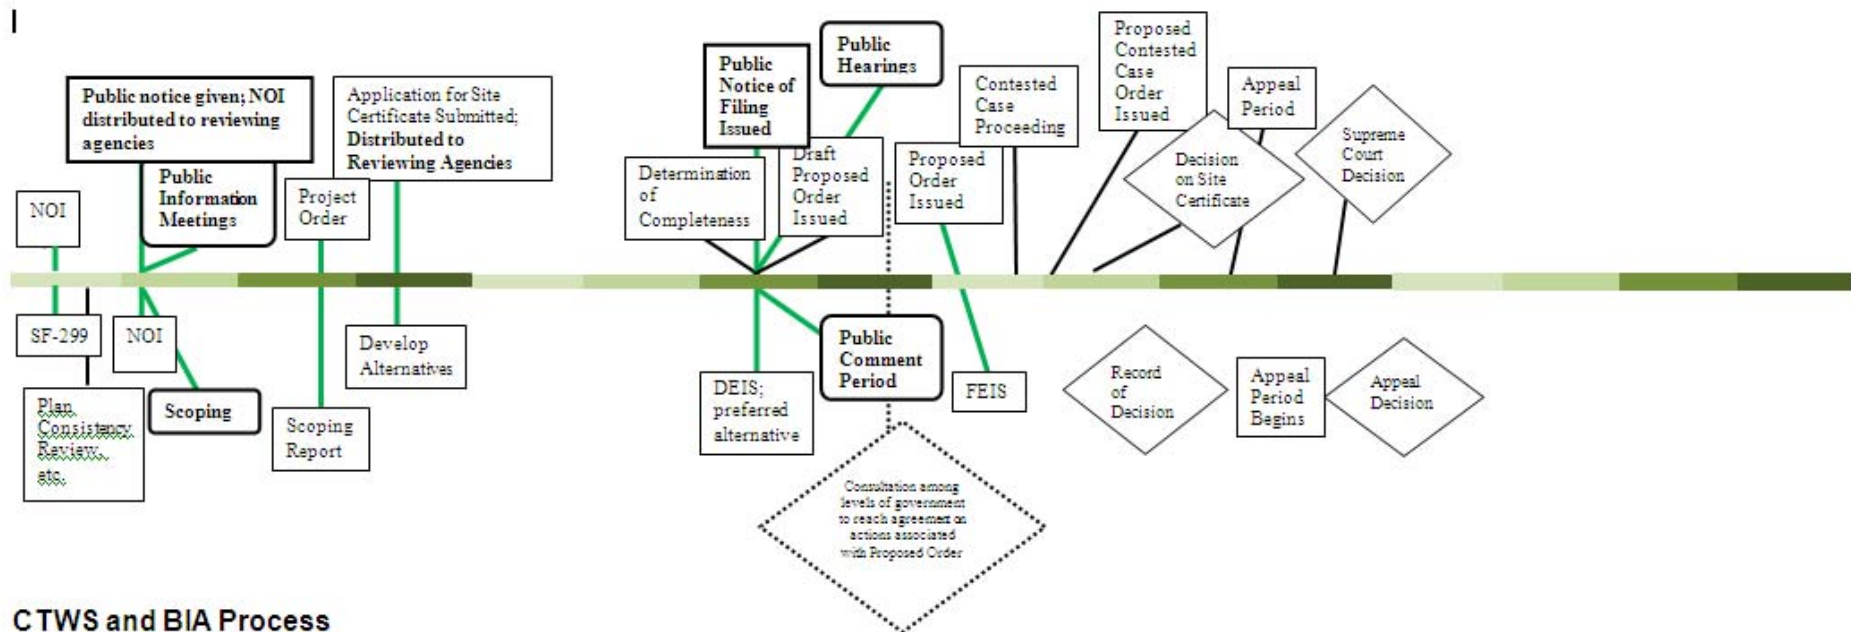 I
Public notice given; NOI
distributed to reviewing
agencies
Application for Site
Certificate Submitted;
Distributed to
Reviewing Agencies
Public
Notice of
Filing
Issued
Public
Hearings
Contested
Case
Proceeding
Proposed
Contested
Case
Order
Issued
Appeal
Period
Supreme
Court
Decision
NOI
Public
Information
Meetings
Project
Order
Determination
of
Completeness
Draft
Proposed
Order
Issued
Proposed
Order
Issued
Decision
on Site
Certificate
SF-299
NOI
Develop
Alternatives
Public
Comment
Period
Plan
Consistency
Review,
etc.
Scoping
Scoping
Report
DEIS;
preferred
alternative
FEIS
Record
of
Decision
Appeal
Period
Begins
Appeal
Decision
Consultation among
levels of government
to reach agreement on
actions associated
with Proposed Order
CTWS and BIA Process